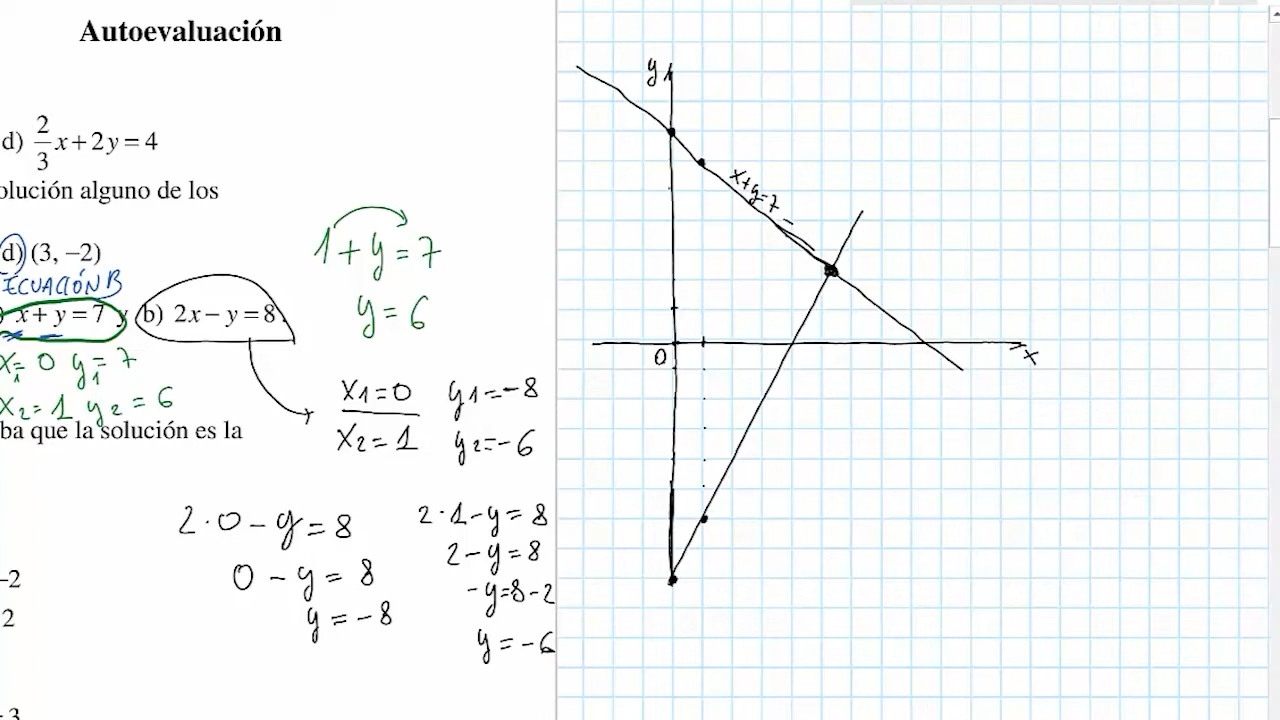 Autoevaluación
d) 2/3 x + 2y = 4
olución alguno de los
d) (3, −2)
ECUACIÓN B
x + y = 7 y b) 2x − y = 8
x₁ = 0 y₁ = 7
x₂ = 1 y₂ = 6
ba que la solución es la
1 + y = 7
y = 6
x1 = 0 y1 = -8
x2 = 1 y2 = -6
2 · 0 − y = 8
0 − y = 8
y = −8
2 · 1 − y = 8
2 − y = 8
-y = 8 - 2
y = -6
−2
2
3
y
1
x+y=7
0
x